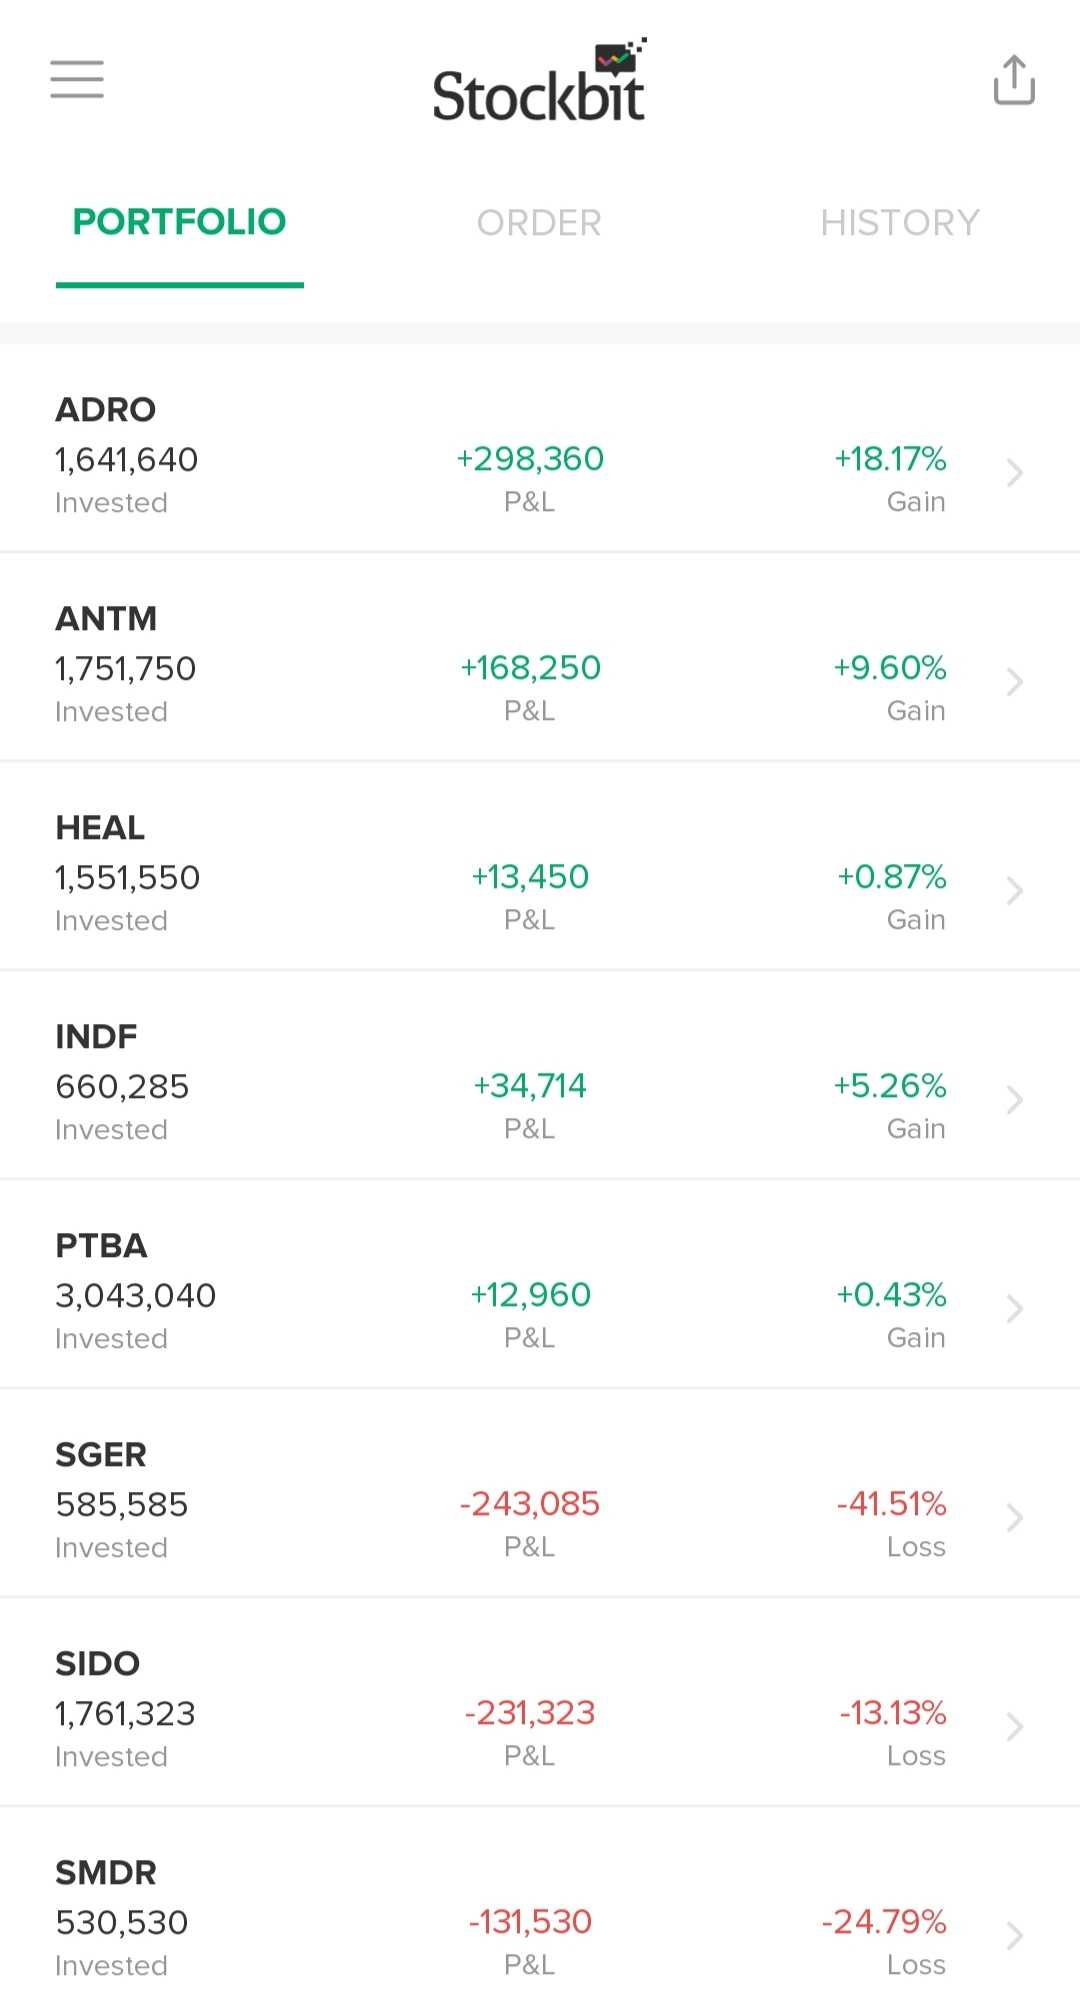 Stockbit
PORTFOLIO ORDER HISTORY
ADRO
1,641,640 +298,360 +18.17%
Invested P&L Gain
ANTM
1,751,750 +168,250 +9.60%
Invested P&L Gain
HEAL
1,551,550 +13,450 +0.87%
Invested P&L Gain
INDF
660,285 +34,714 +5.26%
Invested P&L Gain
PTBA
3,043,040 +12,960 +0.43%
Invested P&L Gain
SGER
585,585 -243,085 -41.51%
Invested P&L Loss
SIDO
1,761,323 -231,323 -13.13%
Invested P&L Loss
SMDR
530,530 -131,530 -24.79%
Invested P&L Loss